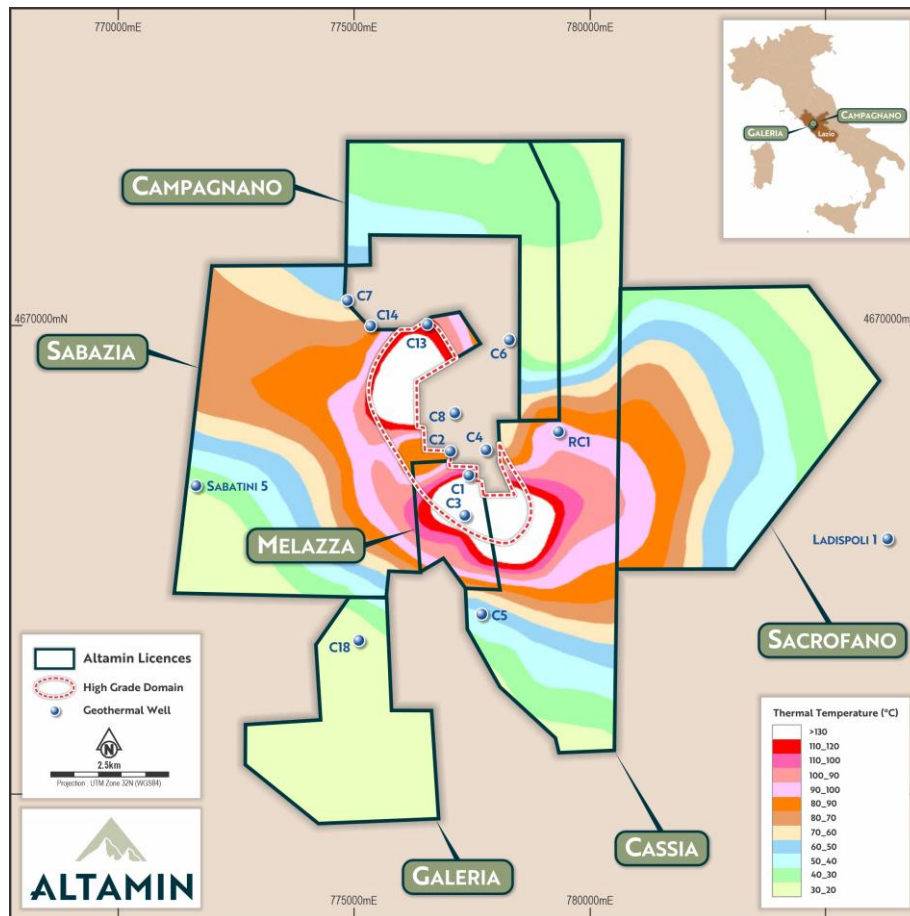 770000mE
775000mE
780000mE
CAMPAGNANO
GALERIA
Lazio
CAMPAGNANO
4670000mN
4670000mN
C7
C14
C13
C6
SABAZIA
C8
C2
C4
RC1
SABATINI 5
C1
C3
MELAZZA
LADISPOLI 1
C5
C18
SACROFANO
Altamin Licences
High Grade Domain
Geothermal Well
N
2.5km
Projection : UTM Zone 32N (WGS84)
Thermal Temperature (°C)
>130
110_120
110_100
100_90
90_100
80_90
80_70
70_60
60_50
50_40
40_30
30_20
ALTAMIN
GALERIA
CASSIA
775000mE
780000mE